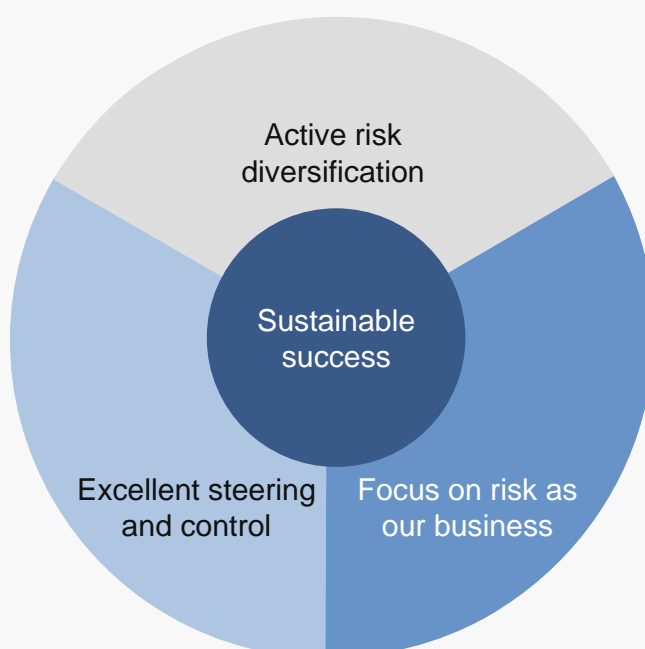 Active risk
diversification
Sustainable
success
Excellent steering
and control
Focus on risk as
our business